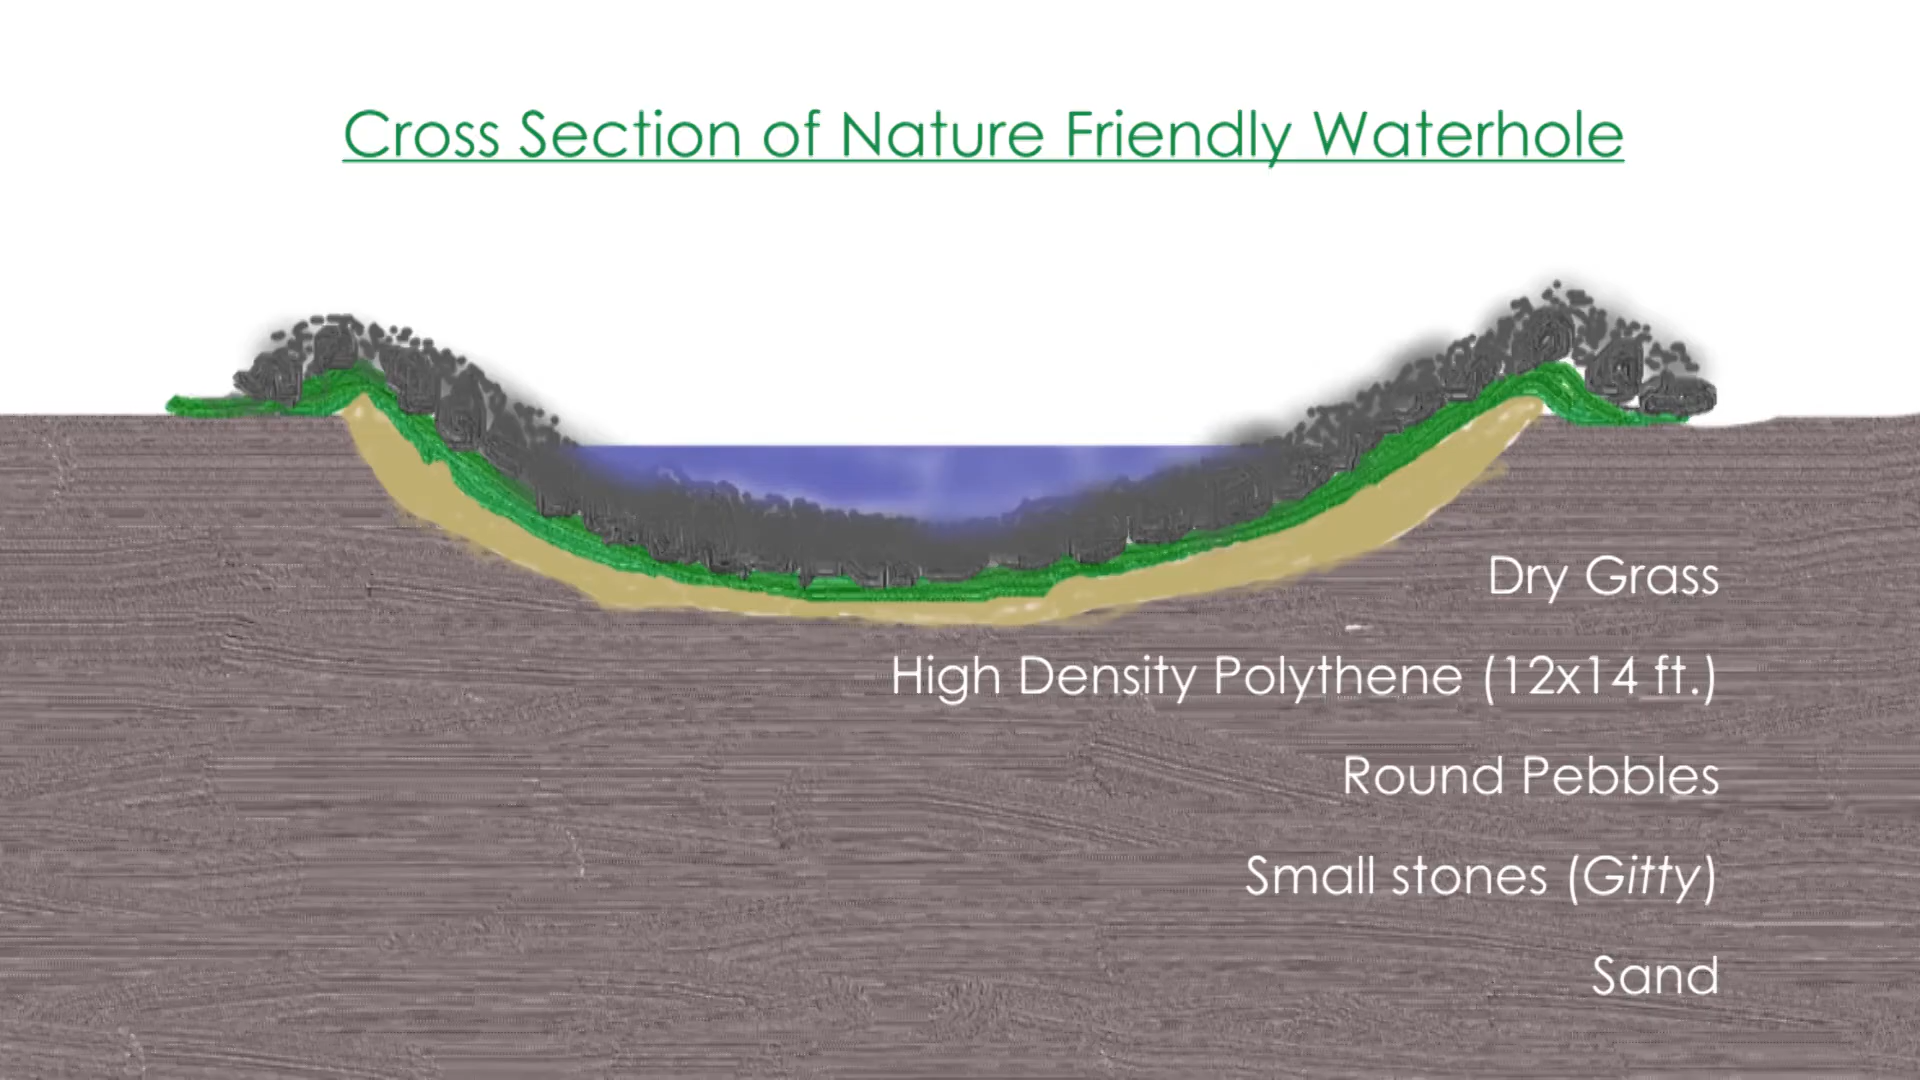 Cross Section of Nature Friendly Waterhole
Dry Grass
High Density Polythene (12x14 ft.)
Round Pebbles
Small stones (Gitty)
Sand